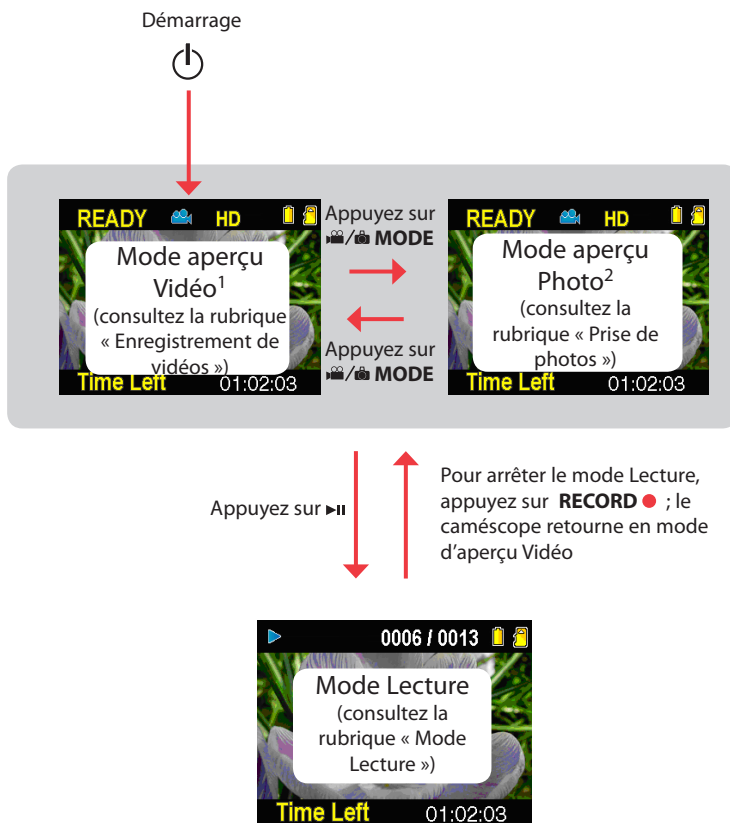 Démarrage
READY HD
Mode aperçu
Vidéo1
(consultez la rubrique
« Enregistrement de
vidéos »)
Time Left 01:02:03
Appuyez sur
/ MODE
Appuyez sur
/ MODE
READY HD
Mode aperçu
Photo2
(consultez la
rubrique « Prise de
photos »)
Time Left 01:02:03
Appuyez sur
Pour arrêter le mode Lecture,
appuyez sur RECORD ; le
caméscope retourne en mode
d'aperçu Vidéo
0006 / 0013
Mode Lecture
(consultez la
rubrique « Mode
Lecture »)
Time Left 01:02:03